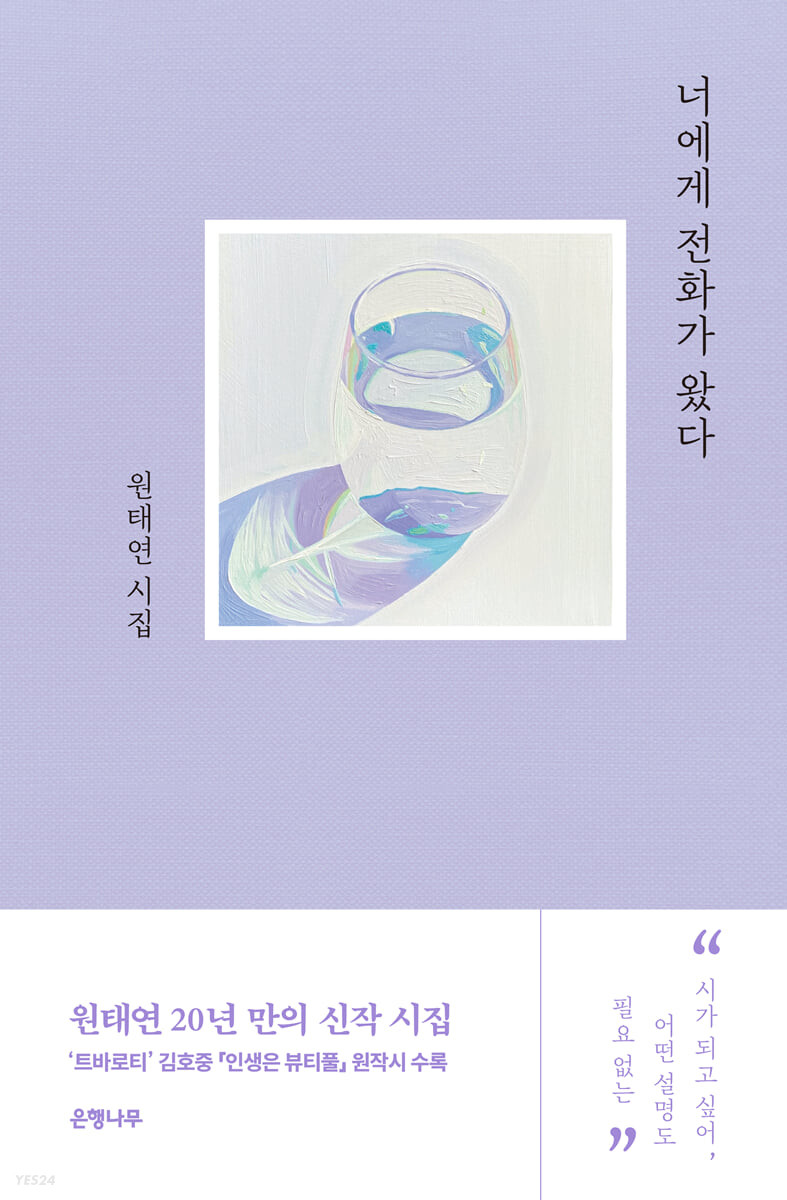 너에게 전화가 왔다
원태연 시집
원태연 20년 만의 신작 시집
‘트바로티’ 김호중 『인생은 뷰티풀』 원작시 수록
은행나무
“
시가 되고 싶어,
어떤 설명도
필요 없는
”
YES24